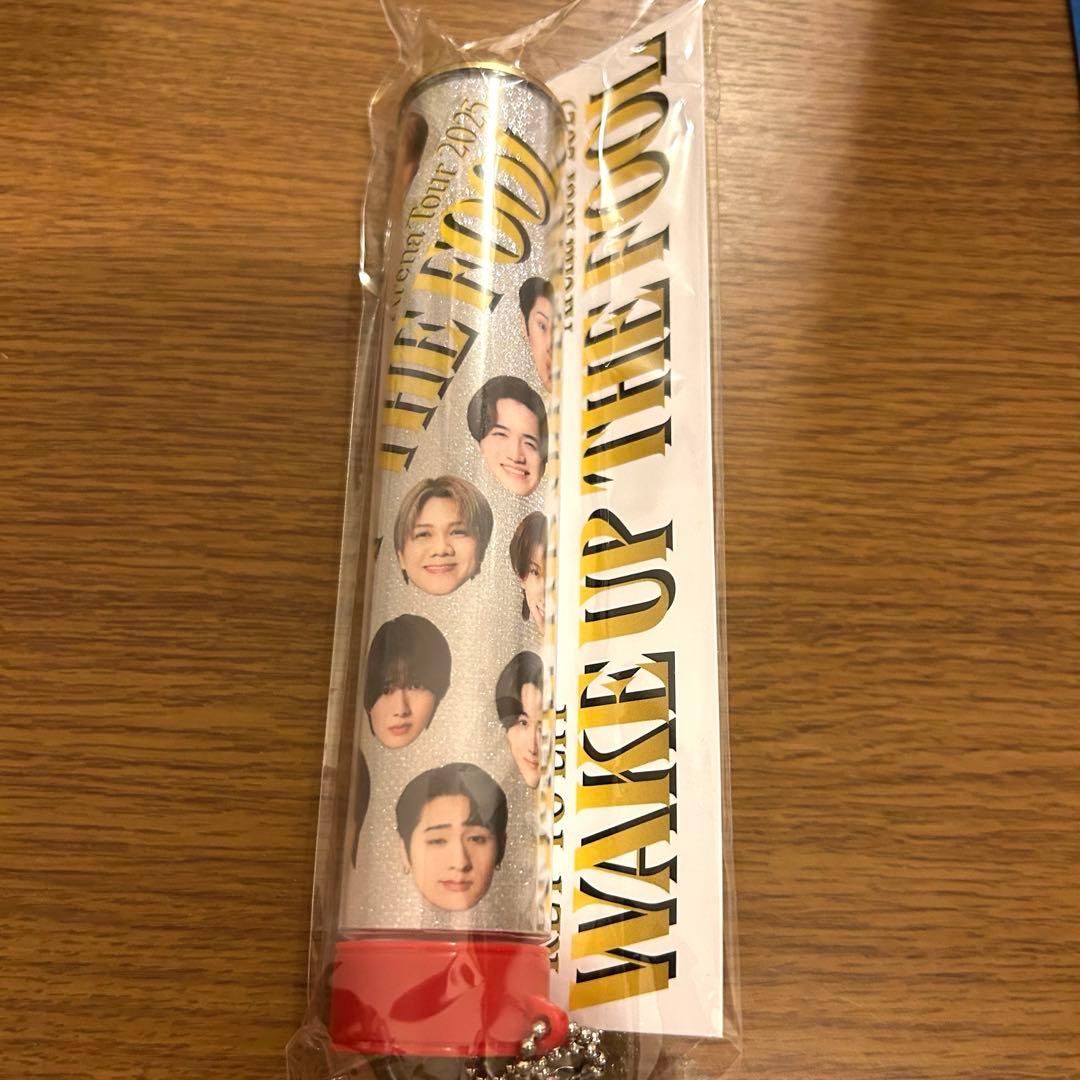 Arena Tour 2025
THE FOOL
WAKE UP THE FOOL